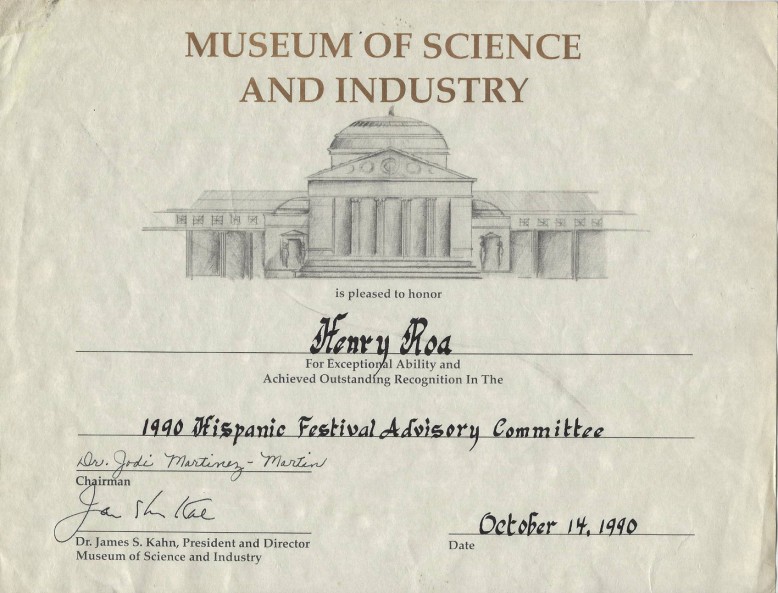 MUSEUM OF SCIENCE
AND INDUSTRY
is pleased to honor
Henry Roa
For Exceptional Ability and
Achieved Outstanding Recognition In The
1990 Hispanic Festival Advisory Committee
Dr. Jodi Martinez-Martin
Chairman
Dr. James S. Kahn, President and Director
Museum of Science and Industry
October 14, 1990
Date